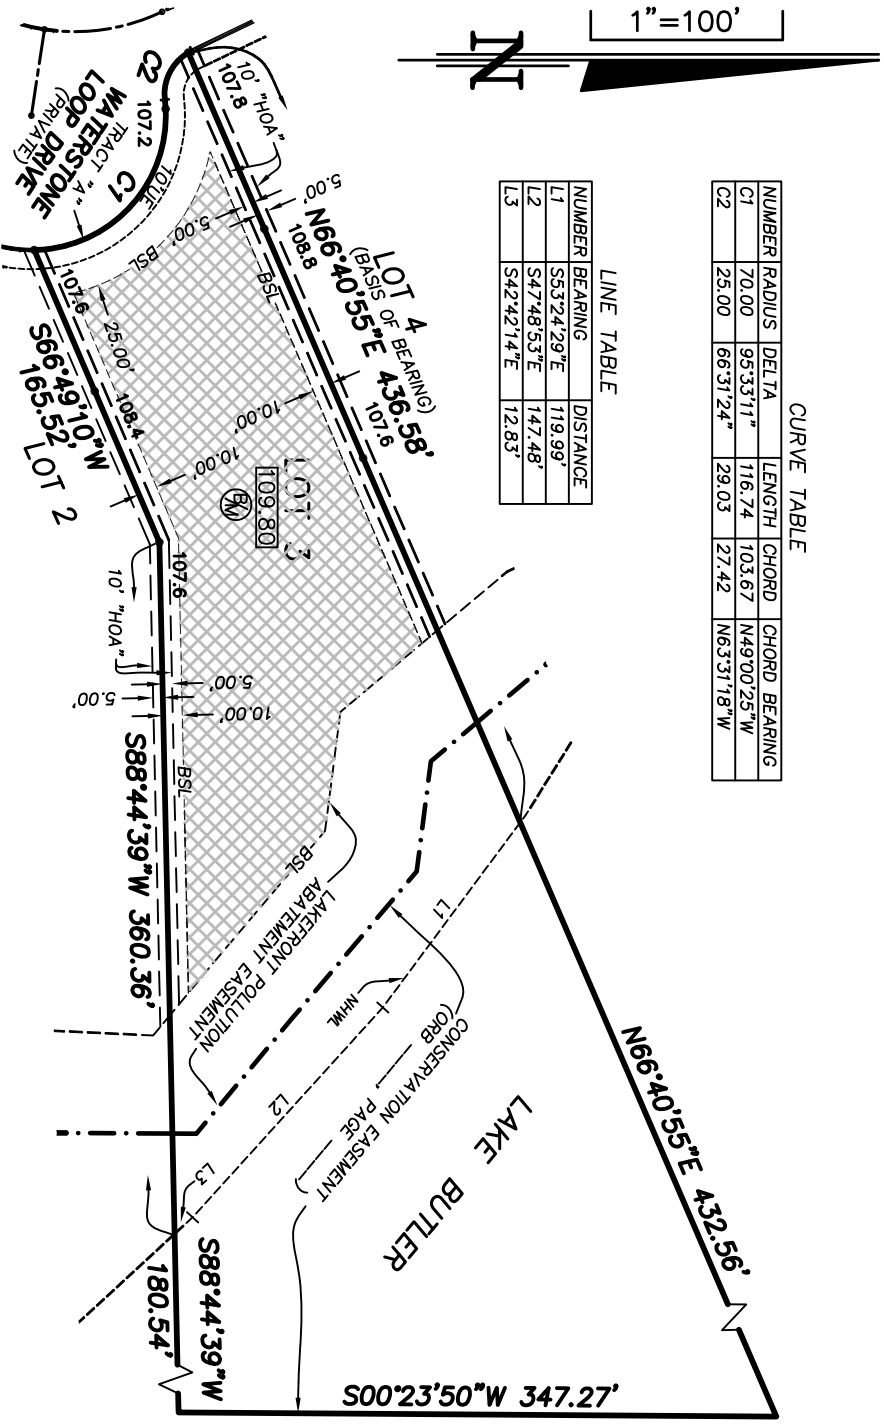 1"=100'
N
CURVE TABLE
NUMBER RADIUS DELTA LENGTH CHORD CHORD BEARING
C1 70.00 95°33'11" 116.74 103.67 N49°00'25"W
C2 25.00 66°31'24" 29.03 27.42 N63°31'18"W
LINE TABLE
NUMBER BEARING DISTANCE
L1 S53°24'29"E 119.99'
L2 S47°48'53"E 147.48'
L3 S42°42'14"E 12.83'
LOT 4
(BASIS OF BEARING)
N66°40'55"E 436.58'
N66°40'55"E 432.56'
10' "HOA"
107.8
5.00'
5.00'
108.8
107.6
BSL
C2
107.2
C1
10'UE
TRACT "A"
WATERSTONE
LOOP DRIVE
(PRIVATE)
BSL
107.6
25.00'
108.4
10.00'
10.00'
LOT 3
109.80
B/M
S66°49'10"W
165.52'
LOT 2
107.6
10' "HOA"
5.00'
5.00'
10.00'
BSL
S88°44'39"W 360.36'
BSL
LAKEFRONT POLLUTION
ABATEMENT EASEMENT
L1
NHWL
L2
L3
CONSERVATION EASEMENT
(ORB ____ PAGE ____)
LAKE BUTLER
S88°44'39"W
180.54'
S00°23'50"W 347.27'